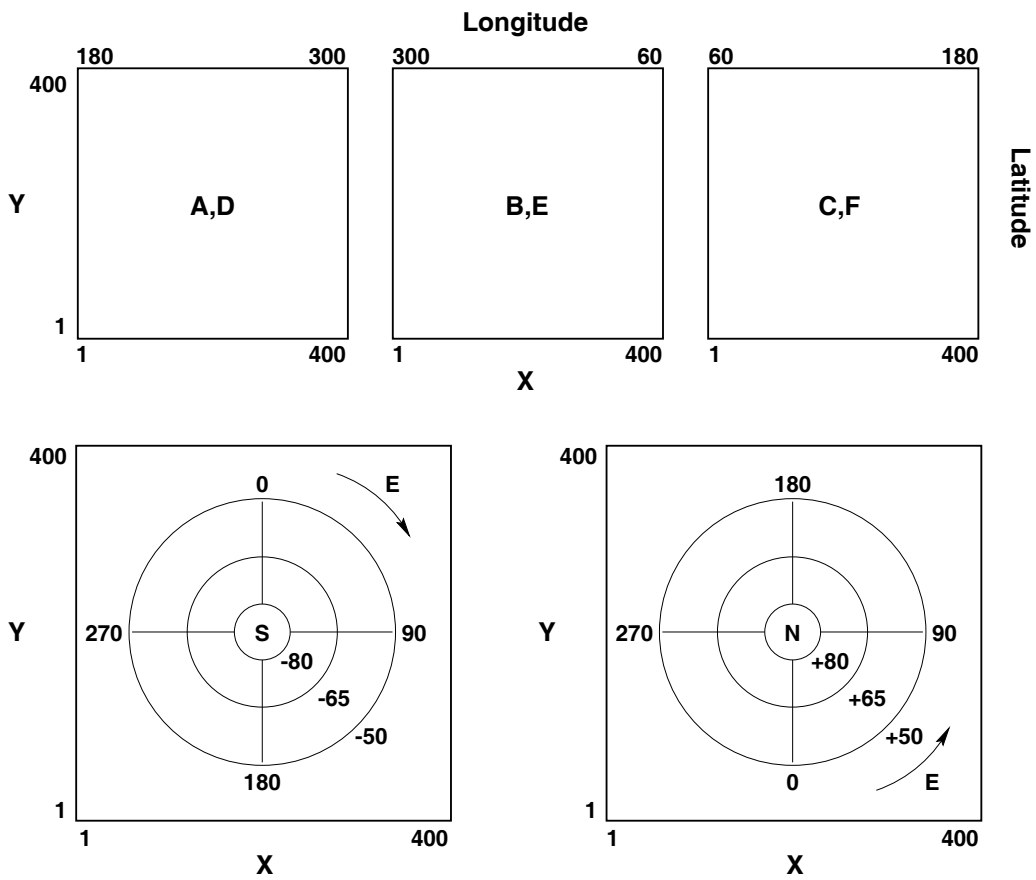 Longitude
180 300 300 60 60 180
400
Y A,D B,E C,F Latitude
1
1 400 1 400 1 400
X
400 400
0 E 180
Y 270 S 90 Y 270 N 90
-80 +80
-65 +65
-50 +50
180 0 E
1 1
1 400 1 400
X X